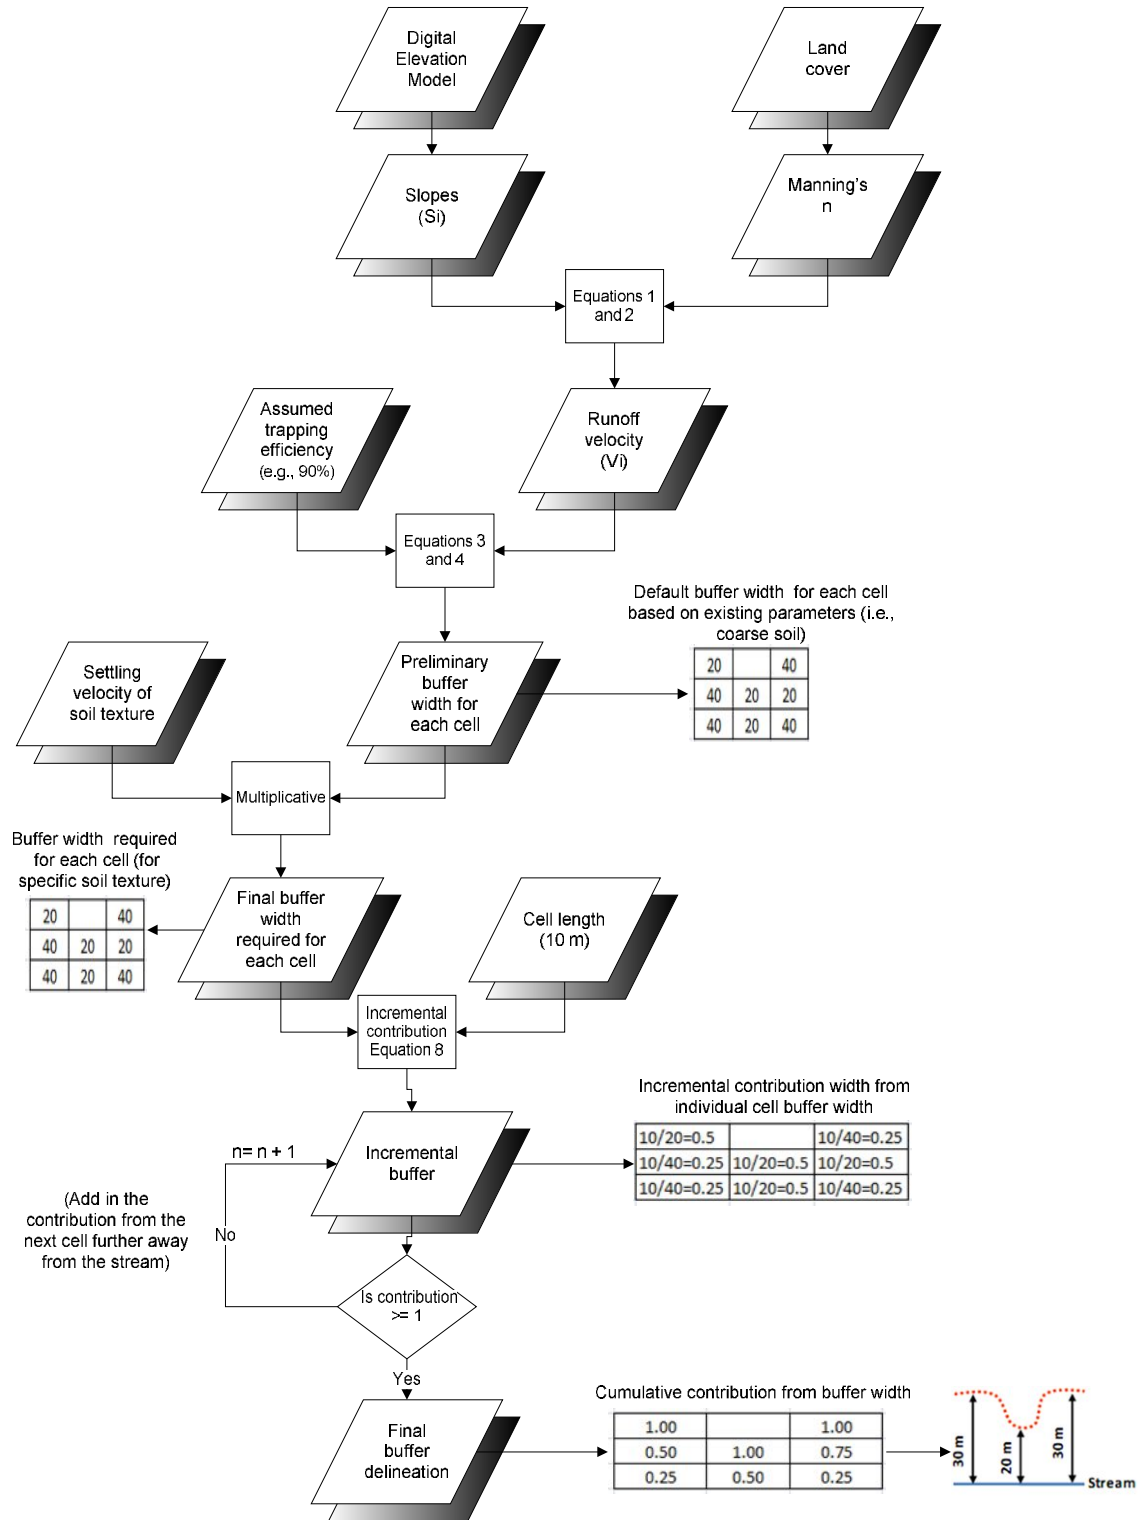 Digital
Elevation
Model
Land
cover
Slopes
(Si)
Manning's
n
Equations 1
and 2
Assumed
trapping
efficiency
(e.g., 90%)
Runoff
velocity
(Vi)
Equations 3
and 4
Default buffer width for each cell
based on existing parameters (i.e.,
coarse soil)
20 40
40 20 20
40 20 40
Settling
velocity of
soil texture
Preliminary
buffer
width for
each cell
Multiplicative
Buffer width required
for each cell (for
specific soil texture)
20 40
40 20 20
40 20 40
Final buffer
width
required for
each cell
Cell length
(10 m)
Incremental
contribution
Equation 8
Incremental contribution width from
individual cell buffer width
10/20=0.5 10/40=0.25
10/40=0.25 10/20=0.5 10/20=0.5
10/40=0.25 10/20=0.5 10/40=0.25
n= n + 1
Incremental
buffer
(Add in the
contribution from the
next cell further away
from the stream)
No
Is contribution
>= 1
Yes
Final
buffer
delineation
Cumulative contribution from buffer width
1.00 1.00
0.50 1.00 0.75
0.25 0.50 0.25
30 m
20 m
30 m
Stream